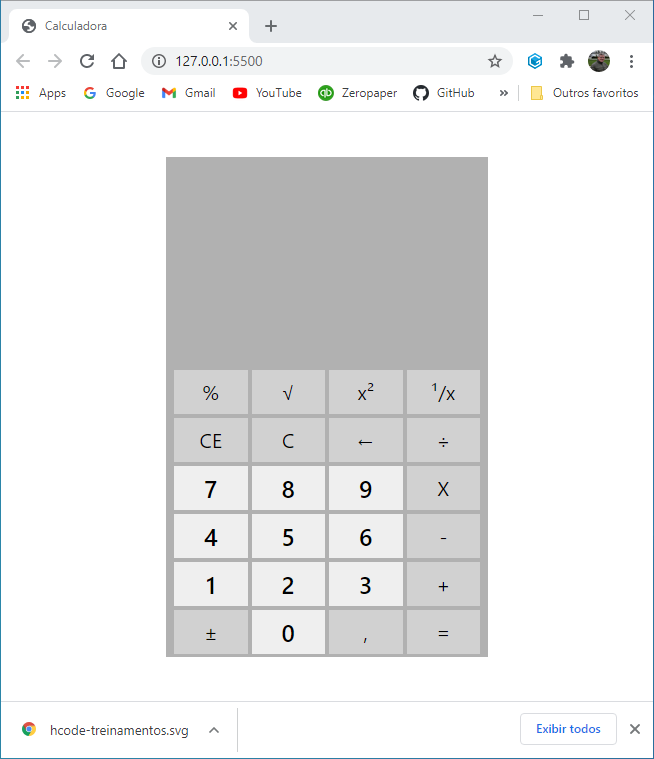 Calculadora
127.0.0.1:5500
Apps Google Gmail YouTube Zeropaper GitHub » Outros favoritos
% √ x² ¹/x
CE C ← ÷
7 8 9 X
4 5 6 -
1 2 3 +
± 0 , =
hcode-treinamentos.svg Exibir todos